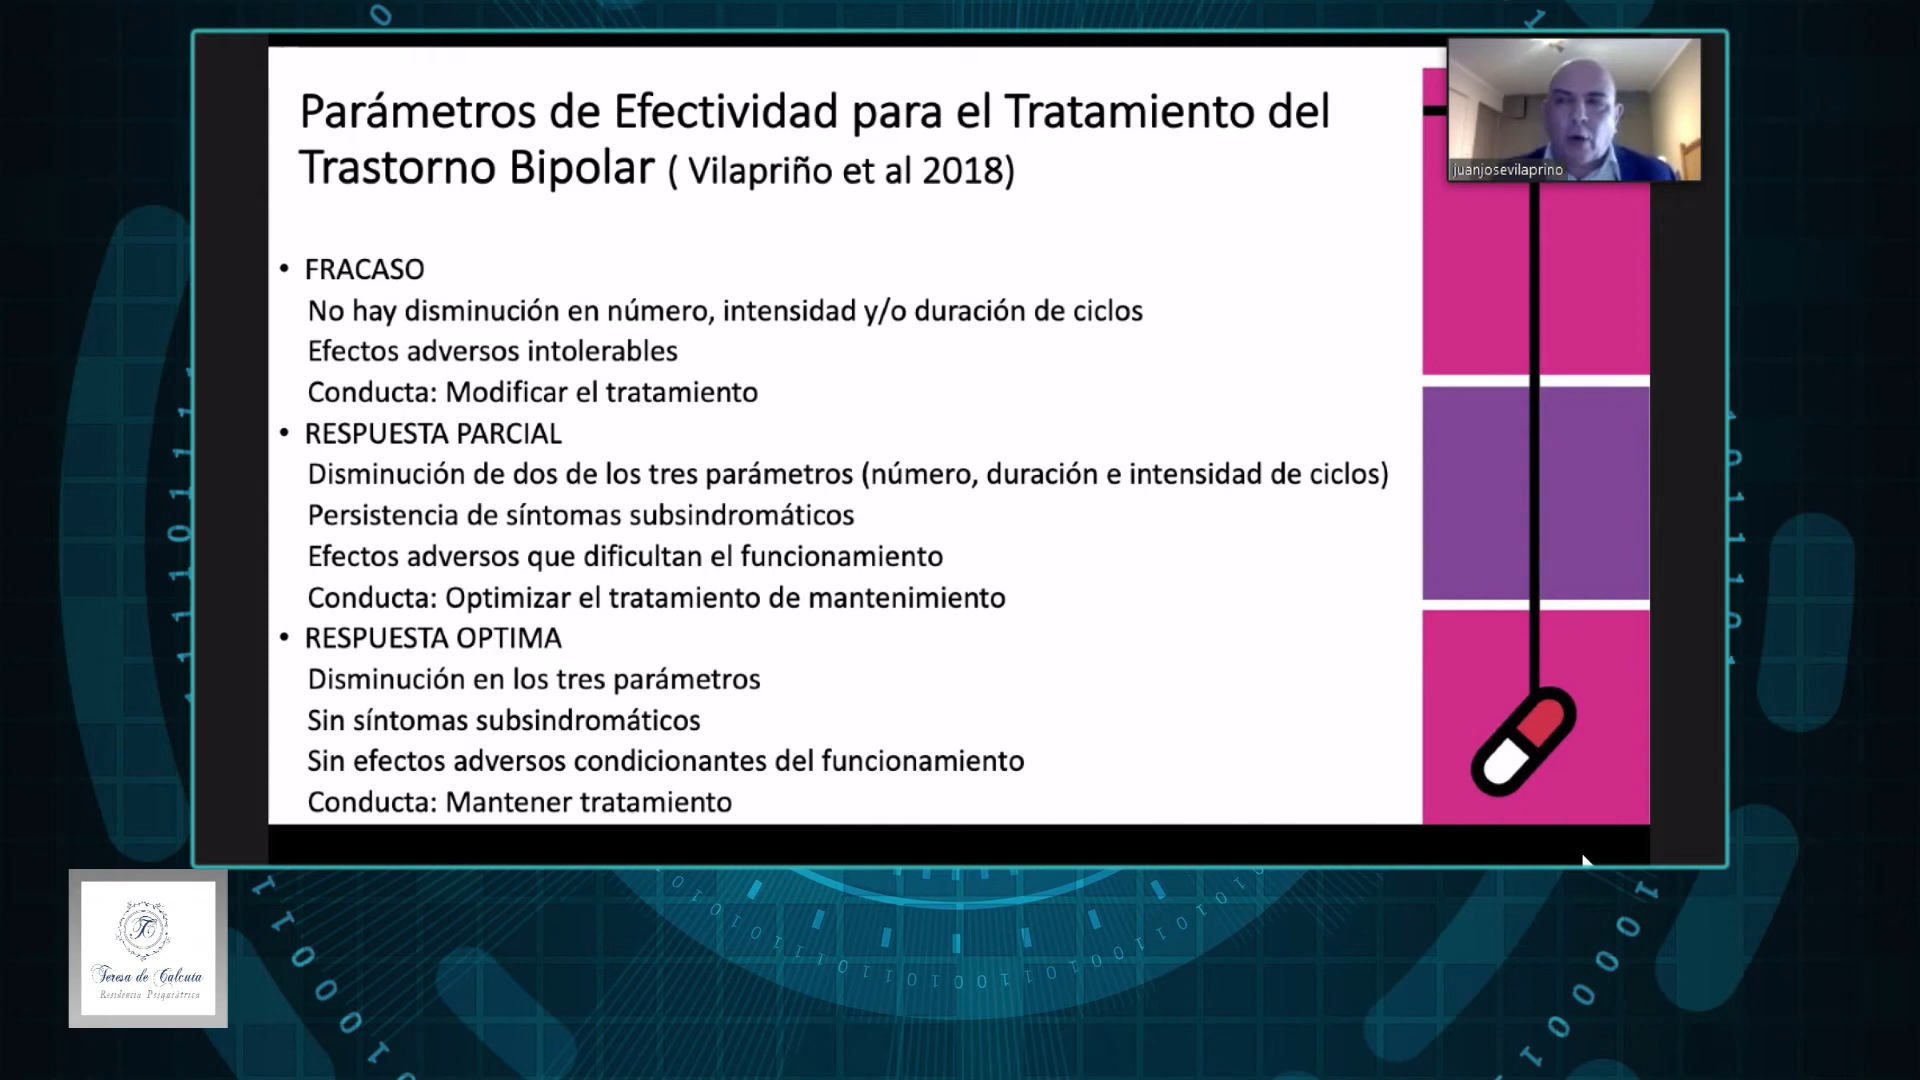 Parámetros de Efectividad para el Tratamiento del
Trastorno Bipolar ( Vilapriño et al 2018)
juanjosevilaprino
• FRACASO
No hay disminución en número, intensidad y/o duración de ciclos
Efectos adversos intolerables
Conducta: Modificar el tratamiento
• RESPUESTA PARCIAL
Disminución de dos de los tres parámetros (número, duración e intensidad de ciclos)
Persistencia de síntomas subsindromáticos
Efectos adversos que dificultan el funcionamiento
Conducta: Optimizar el tratamiento de mantenimiento
• RESPUESTA OPTIMA
Disminución en los tres parámetros
Sin síntomas subsindromáticos
Sin efectos adversos condicionantes del funcionamiento
Conducta: Mantener tratamiento
Teresa de Calcuta
Residencia Psiquiátrica